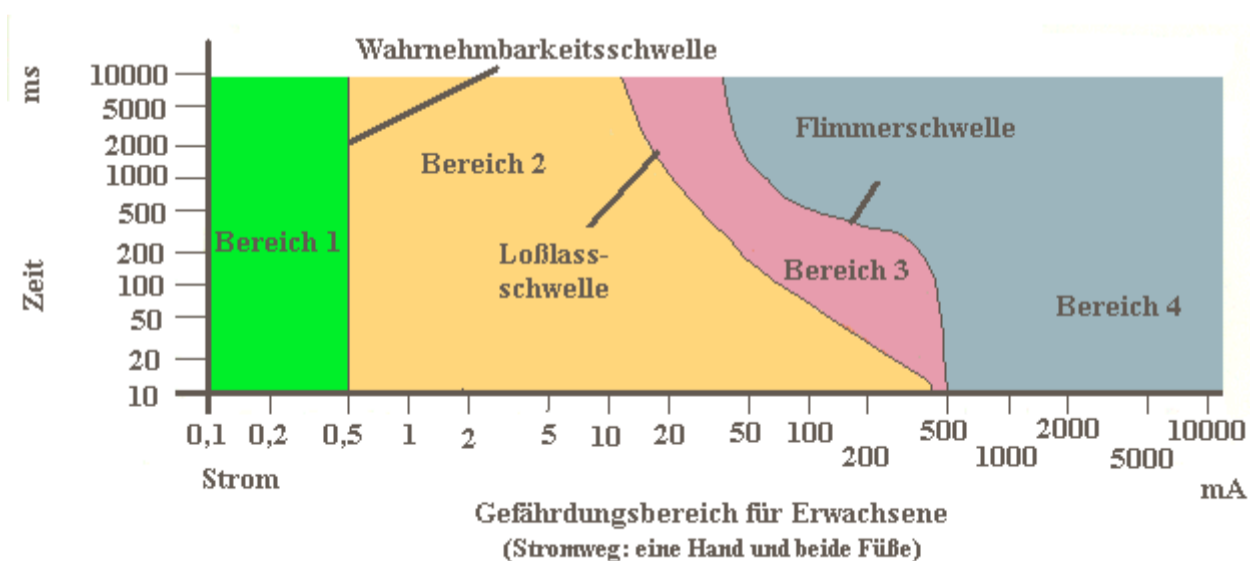 Wahrnehmbarkeitsschwelle
ms
10000
5000
2000
1000
500
200
100
50
20
10
Zeit
Bereich 1
Bereich 2
Flimmerschwelle
Loßlass-
schwelle
Bereich 3
Bereich 4
0,1 0,2 0,5 1 2 5 10 20 50 100 200 500 1000 2000 5000 10000
Strom
mA
Gefährdungsbereich für Erwachsene
(Stromweg: eine Hand und beide Füße)